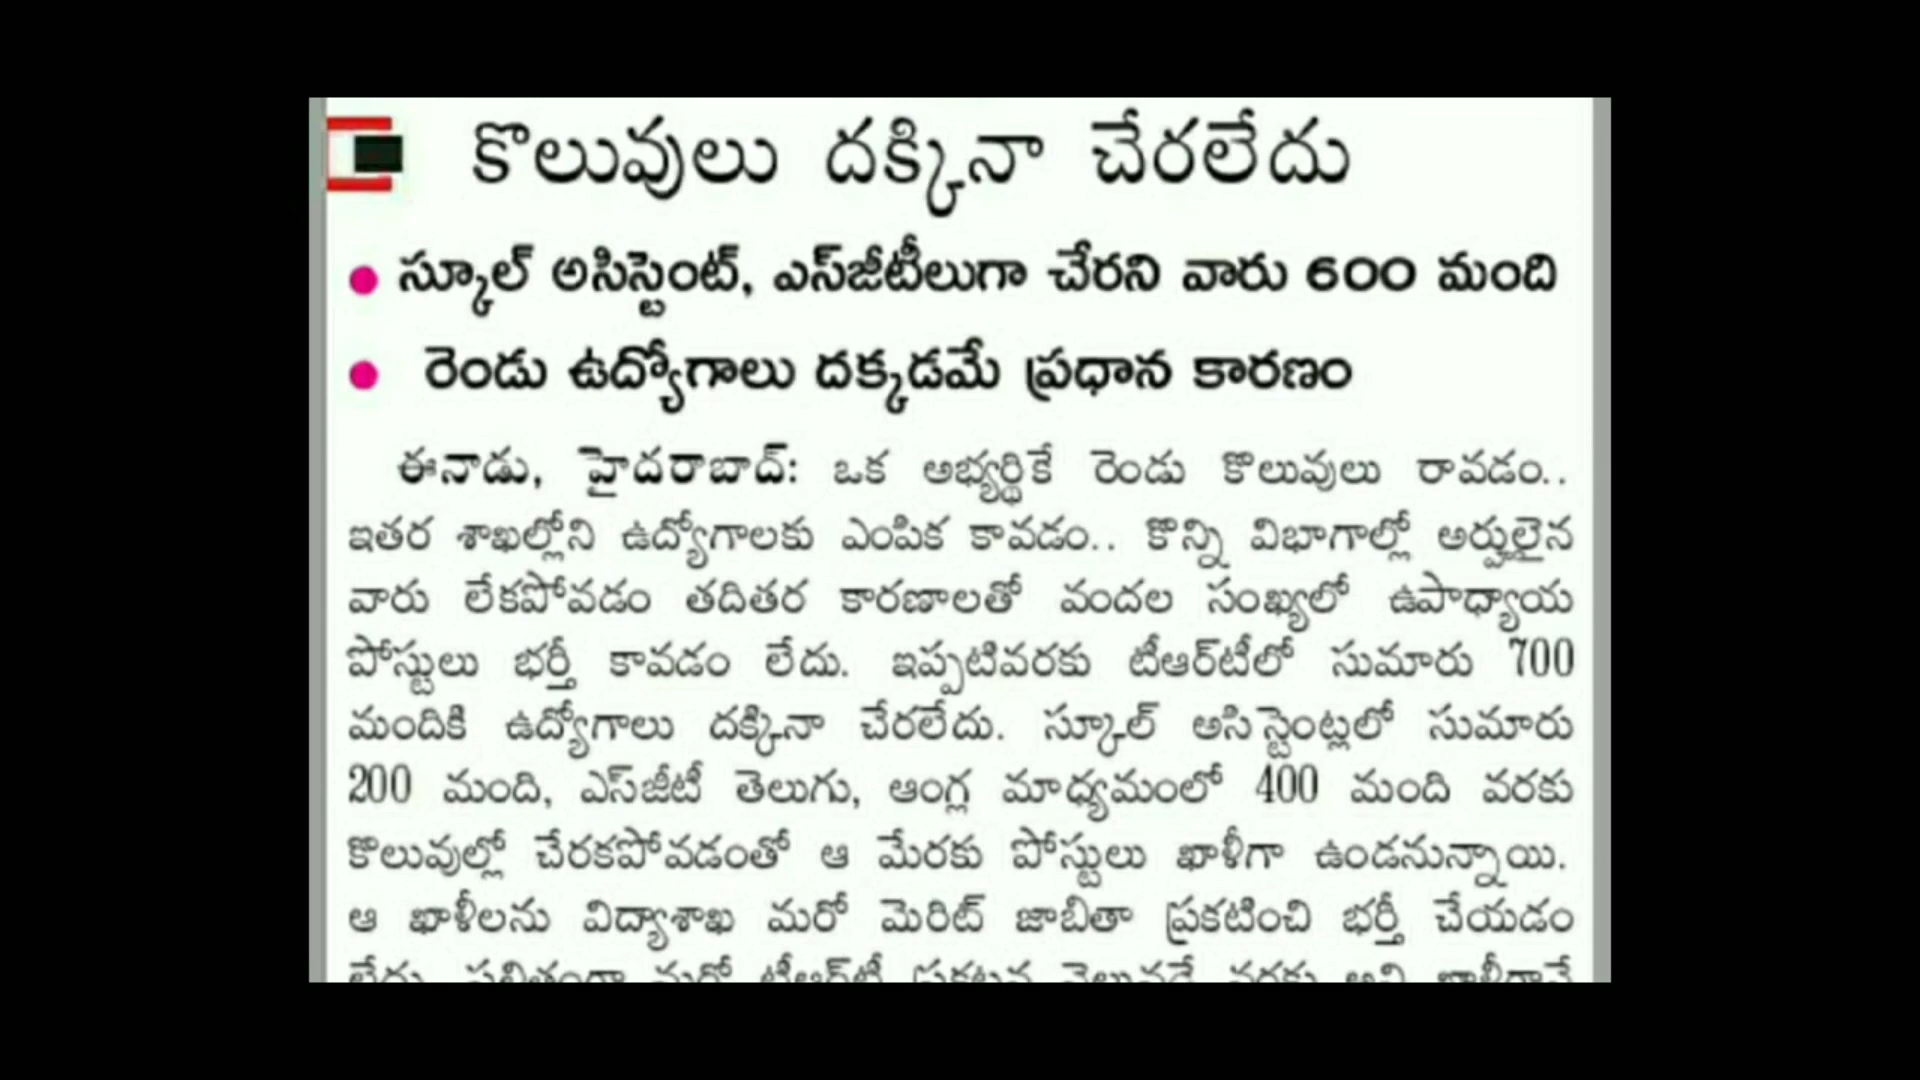 కొలువులు దక్కినా చేరలేదు
• స్కూల్ అసిస్టెంట్, ఎస్‌జీటీలుగా చేరని వారు 600 మంది
• రెండు ఉద్యోగాలు దక్కడమే ప్రధాన కారణం
ఈనాడు, హైదరాబాద్: ఒక అభ్యర్థికే రెండు కొలువులు రావడం..
ఇతర శాఖల్లోని ఉద్యోగాలకు ఎంపిక కావడం.. కొన్ని విభాగాల్లో అర్హులైన
వారు లేకపోవడం తదితర కారణాలతో వందల సంఖ్యలో ఉపాధ్యాయ
పోస్టులు భర్తీ కావడం లేదు. ఇప్పటివరకు టీఆర్‌టీలో సుమారు 700
మందికి ఉద్యోగాలు దక్కినా చేరలేదు. స్కూల్ అసిస్టెంట్లలో సుమారు
200 మంది, ఎస్‌జీటీ తెలుగు, ఆంగ్ల మాధ్యమంలో 400 మంది వరకు
కొలువుల్లో చేరకపోవడంతో ఆ మేరకు పోస్టులు ఖాళీగా ఉండనున్నాయి.
ఆ ఖాళీలను విద్యాశాఖ మరో మెరిట్ జాబితా ప్రకటించి భర్తీ చేయడం